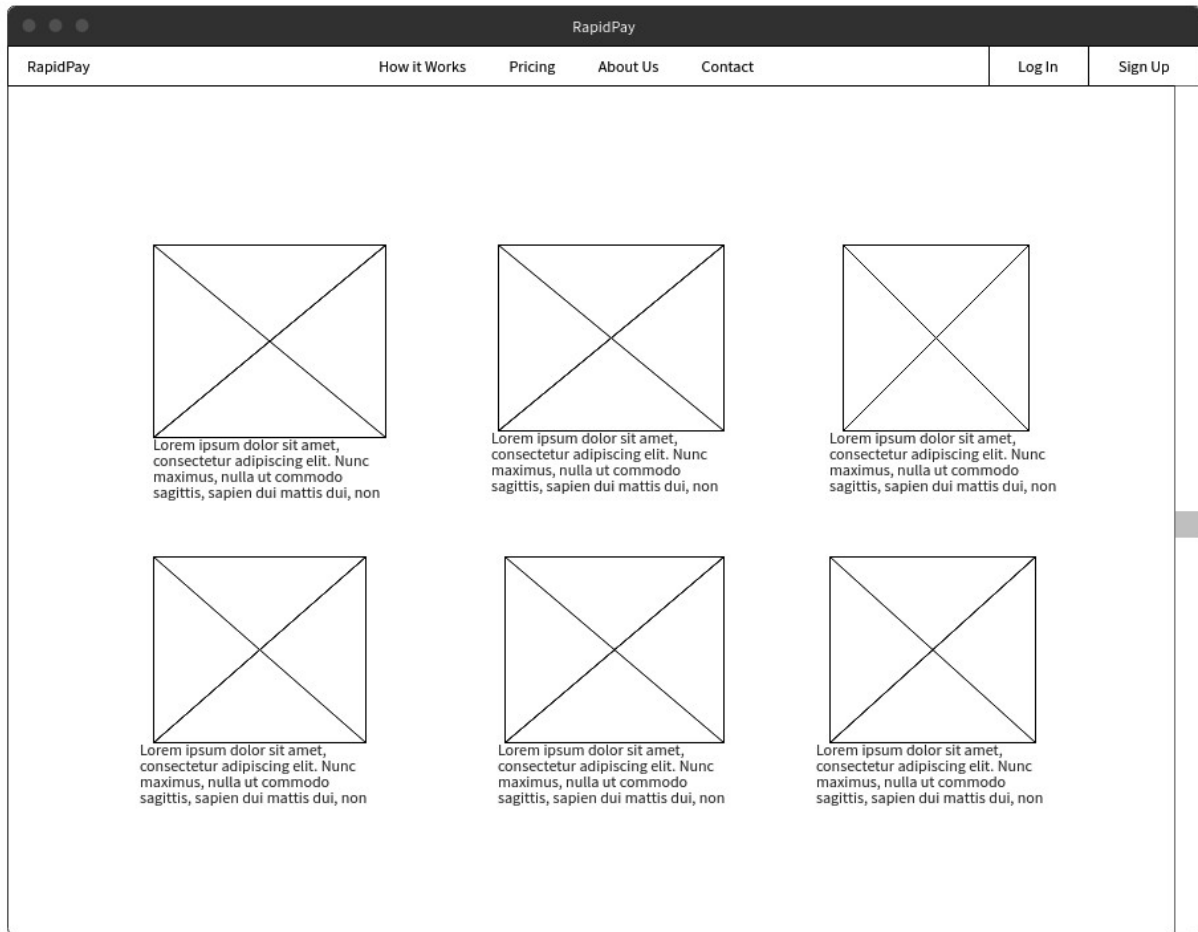 RapidPay
RapidPay
How it Works
Pricing
About Us
Contact
Log In
Sign Up
Lorem ipsum dolor sit amet,
consectetur adipiscing elit. Nunc
maximus, nulla ut commodo
sagittis, sapien dui mattis dui, non
Lorem ipsum dolor sit amet,
consectetur adipiscing elit. Nunc
maximus, nulla ut commodo
sagittis, sapien dui mattis dui, non
Lorem ipsum dolor sit amet,
consectetur adipiscing elit. Nunc
maximus, nulla ut commodo
sagittis, sapien dui mattis dui, non
Lorem ipsum dolor sit amet,
consectetur adipiscing elit. Nunc
maximus, nulla ut commodo
sagittis, sapien dui mattis dui, non
Lorem ipsum dolor sit amet,
consectetur adipiscing elit. Nunc
maximus, nulla ut commodo
sagittis, sapien dui mattis dui, non
Lorem ipsum dolor sit amet,
consectetur adipiscing elit. Nunc
maximus, nulla ut commodo
sagittis, sapien dui mattis dui, non